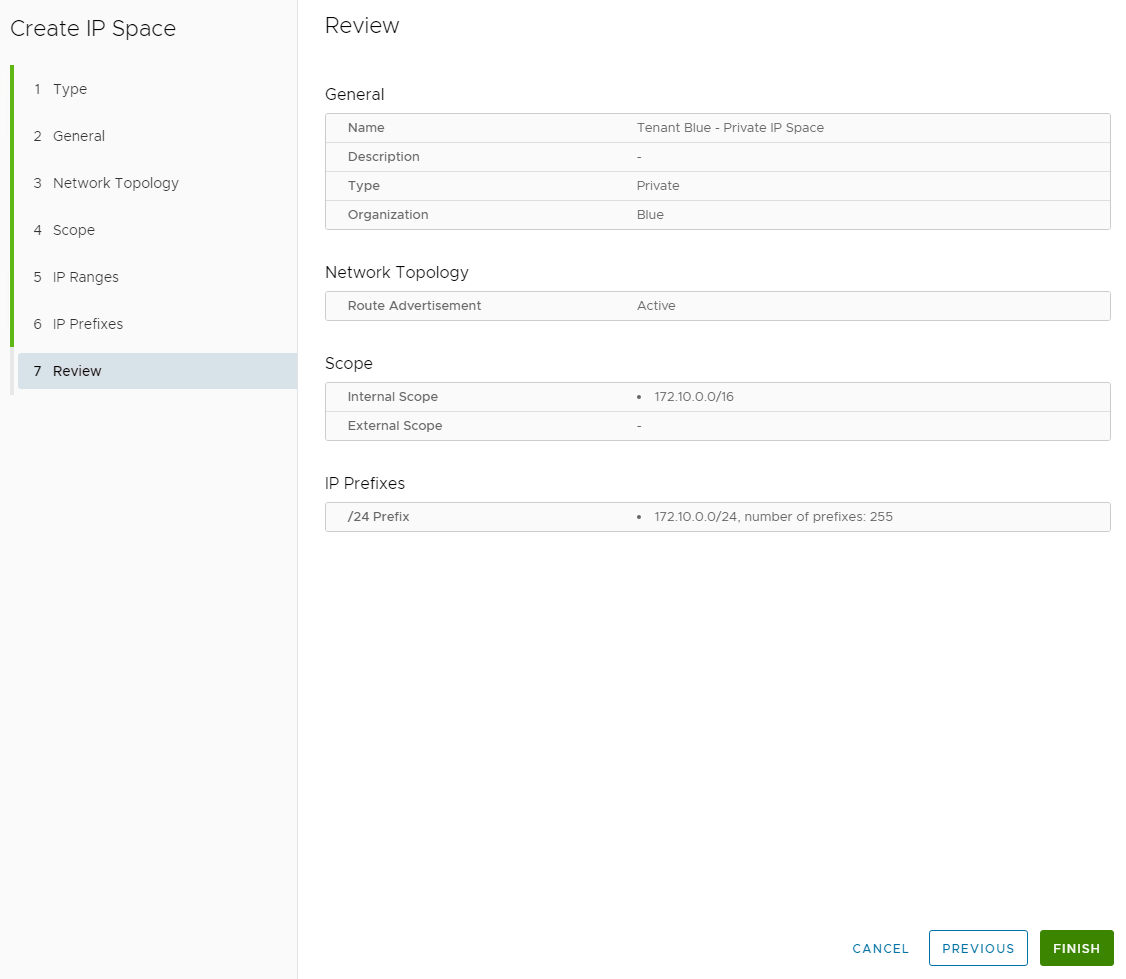 Create IP Space
1 Type
2 General
3 Network Topology
4 Scope
5 IP Ranges
6 IP Prefixes
7 Review
Review
General
Name Tenant Blue - Private IP Space
Description -
Type Private
Organization Blue
Network Topology
Route Advertisement Active
Scope
Internal Scope • 172.10.0.0/16
External Scope -
IP Prefixes
/24 Prefix • 172.10.0.0/24, number of prefixes: 255
CANCEL PREVIOUS FINISH